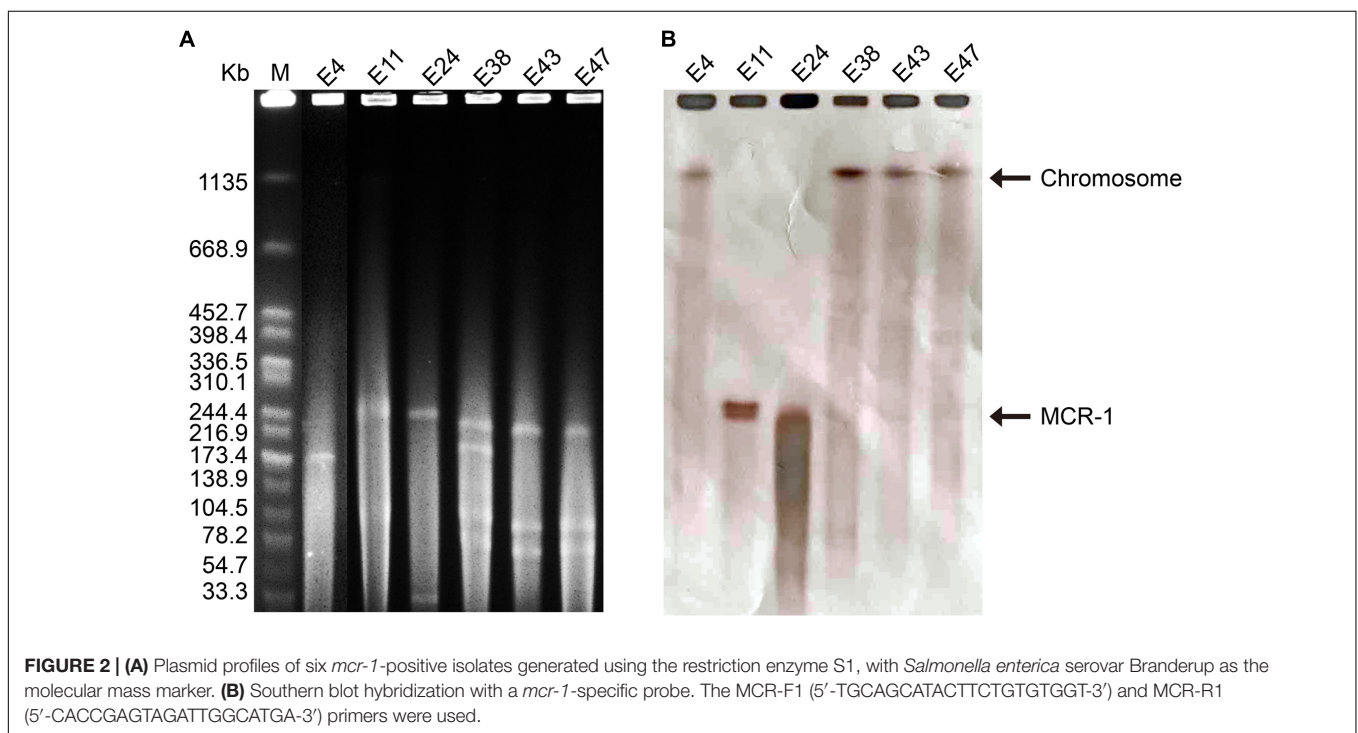 A
B
Kb M E4 E11 E24 E38 E43 E47
E4 E11 E24 E38 E43 E47
1135
668.9
452.7
398.4
336.5
310.1
244.4
216.9
173.4
138.9
104.5
78.2
54.7
33.3
Chromosome
MCR-1
FIGURE 2 | (A) Plasmid profiles of six mcr-1-positive isolates generated using the restriction enzyme S1, with Salmonella enterica serovar Branderup as the
molecular mass marker. (B) Southern blot hybridization with a mcr-1-specific probe. The MCR-F1 (5′-TGCAGCATACTTCTGTGTGGT-3′) and MCR-R1
(5′-CACCGAGTAGATTGGCATGA-3′) primers were used.